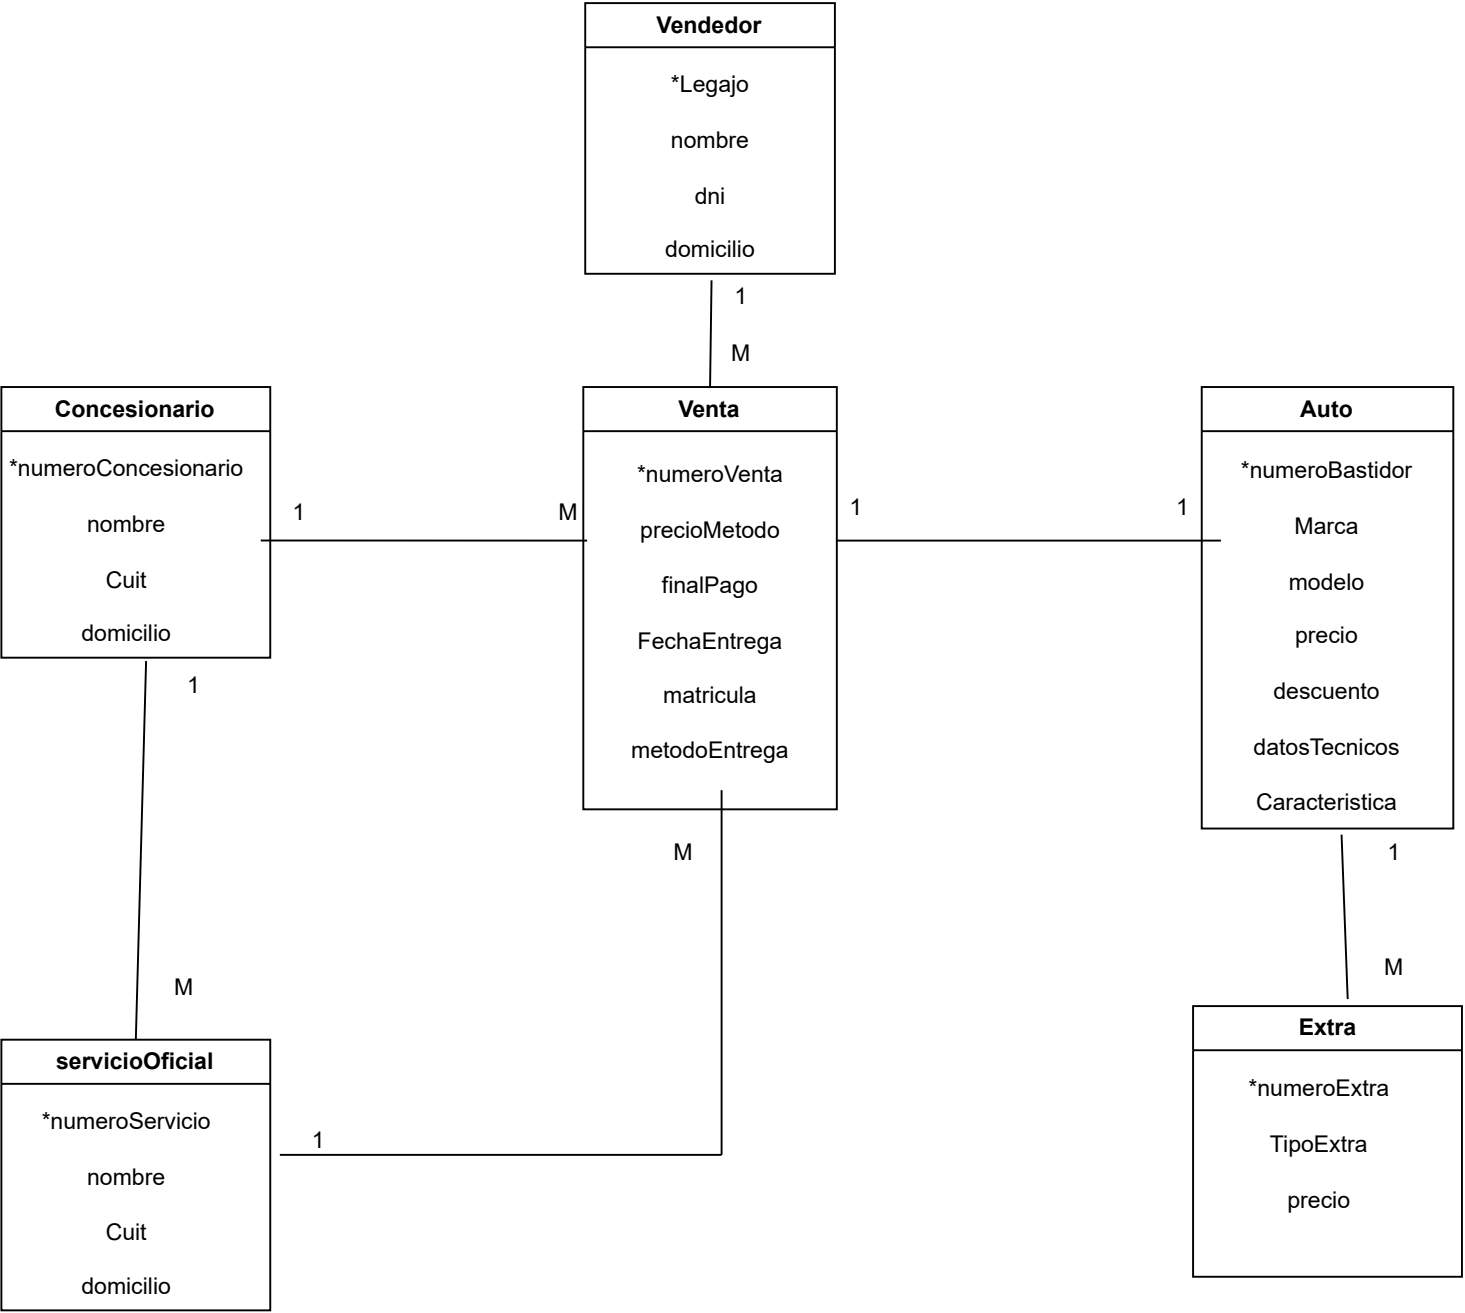 Vendedor
*Legajo
nombre
dni
domicilio
1
M
Concesionario
*numeroConcesionario
nombre
Cuit
domicilio
1
M
Venta
*numeroVenta
precioMetodo
finalPago
FechaEntrega
matricula
metodoEntrega
1
1
Auto
*numeroBastidor
Marca
modelo
precio
descuento
datosTecnicos
Caracteristica
1
M
M
1
M
servicioOficial
*numeroServicio
nombre
Cuit
domicilio
1
Extra
*numeroExtra
TipoExtra
precio